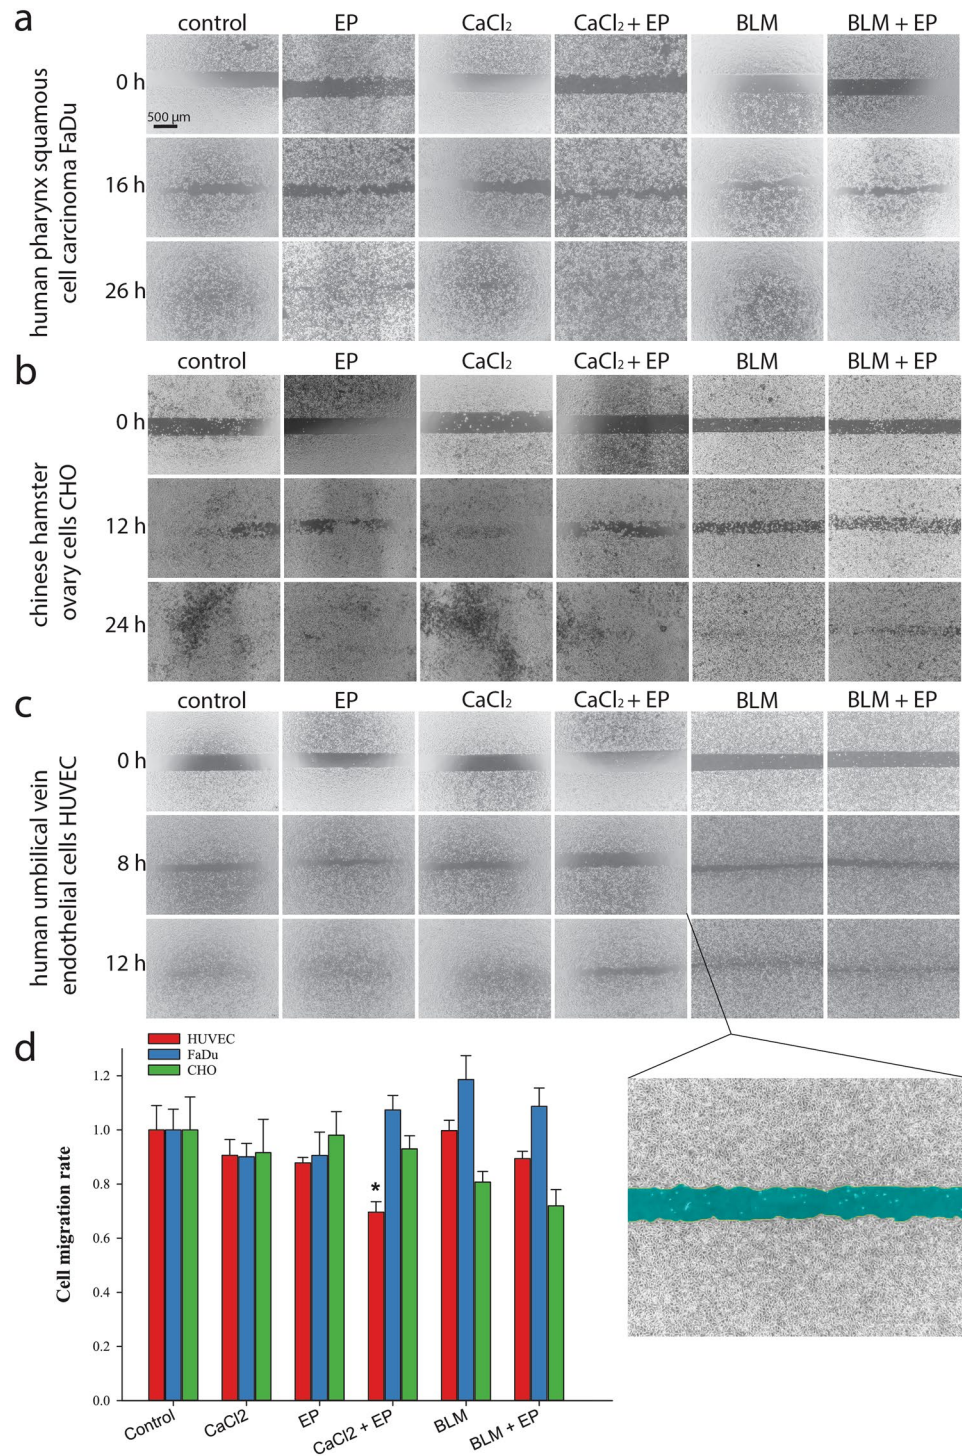 a
control EP CaCl₂ CaCl₂ + EP BLM BLM + EP
human pharynx squamous
cell carcinoma FaDu
0 h
500 µm
16 h
26 h
b
control EP CaCl₂ CaCl₂ + EP BLM BLM + EP
chinese hamster
ovary cells CHO
0 h
12 h
24 h
c
control EP CaCl₂ CaCl₂ + EP BLM BLM + EP
human umbilical vein
endothelial cells HUVEC
0 h
8 h
12 h
d
HUVEC
FaDu
CHO
Cell migration rate
1.2
1.0
0.8
0.6
0.4
0.2
0.0
*
Control CaCl2 EP CaCl2 + EP BLM BLM + EP